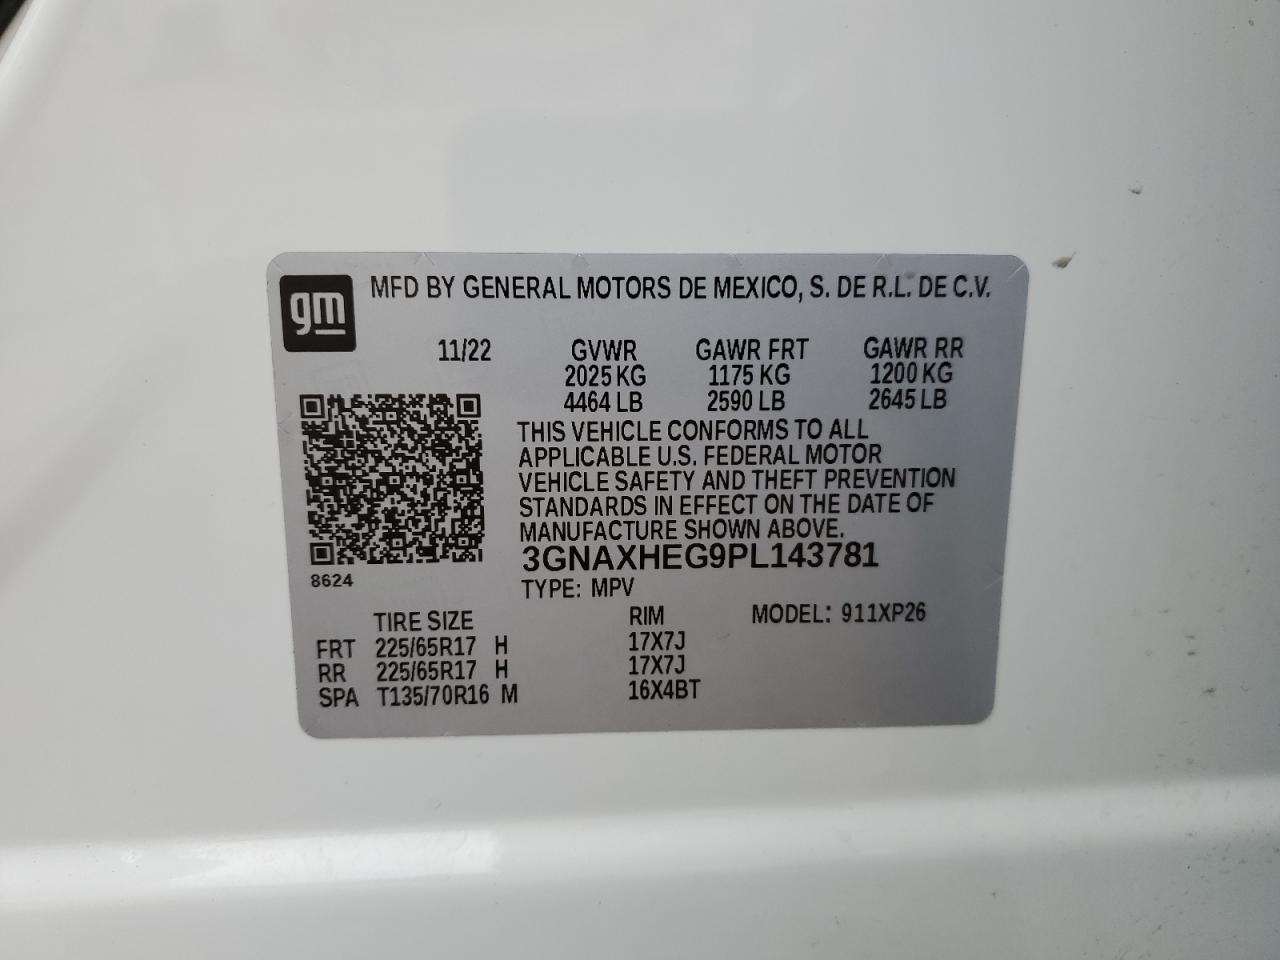 gm
MFD BY GENERAL MOTORS DE MEXICO, S. DE R.L. DE C.V.
11/22 GVWR GAWR FRT GAWR RR
2025 KG 1175 KG 1200 KG
4464 LB 2590 LB 2645 LB
THIS VEHICLE CONFORMS TO ALL
APPLICABLE U.S. FEDERAL MOTOR
VEHICLE SAFETY AND THEFT PREVENTION
STANDARDS IN EFFECT ON THE DATE OF
MANUFACTURE SHOWN ABOVE.
3GNAXHEG9PL143781
8624
TYPE: MPV
TIRE SIZE RIM MODEL: 911XP26
FRT 225/65R17 H 17X7J
RR 225/65R17 H 17X7J
SPA T135/70R16 M 16X4BT